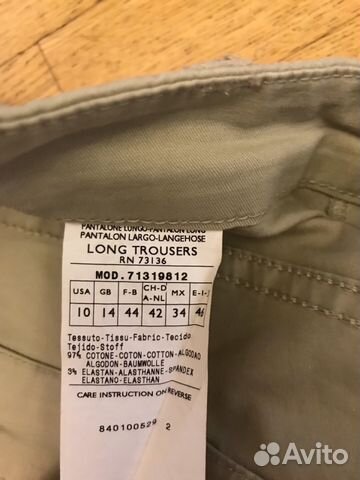 PANTALONE LUNGO-PANTALON LONG
PANTALON LARGO-LANGEHOSE
LONG TROUSERS
RN 73136
MOD. 71319812
USA GB F-B CH-D A-NL MX E-I-
10 14 44 42 34 46
Tessuto-Tissu-Fabric-Tecido
Tejido-Stoff
97% COTONE-COTON-COTTON-ALGODAO
ALGODON-BAUMWOLLE
3% ELASTAN-ALASTHANNE-SPANDEX
ELASTANO-ELASTHAN
CARE INSTRUCTION ON REVERSE
840100529 2
Avito